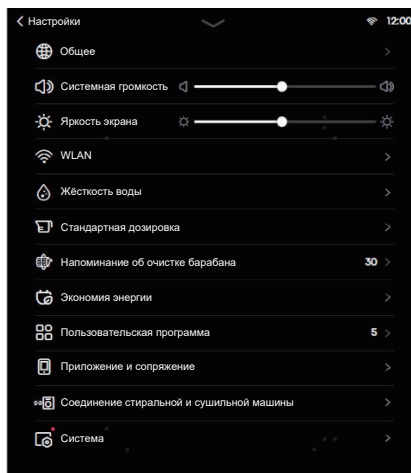 Настройки 12:00
Общее
Системная громкость
Яркость экрана
WLAN
Жёсткость воды
Стандартная дозировка
Напоминание об очистке барабана 30
Экономия энергии
Пользовательская программа 5
Приложение и сопряжение
Соединение стиральной и сушильной машины
Система